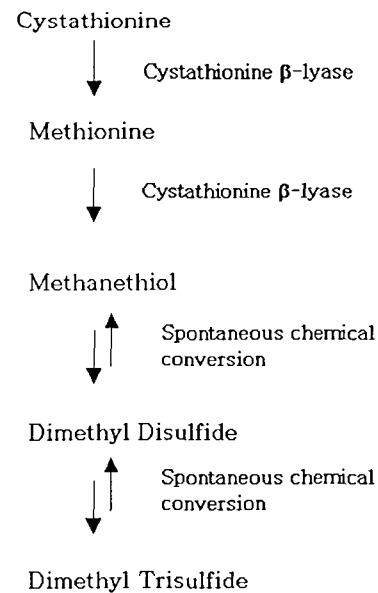 Cystathionine
Cystathionine β-lyase
Methionine
Cystathionine β-lyase
Methanethiol
Spontaneous chemical
conversion
Dimethyl Disulfide
Spontaneous chemical
conversion
Dimethyl Trisulfide